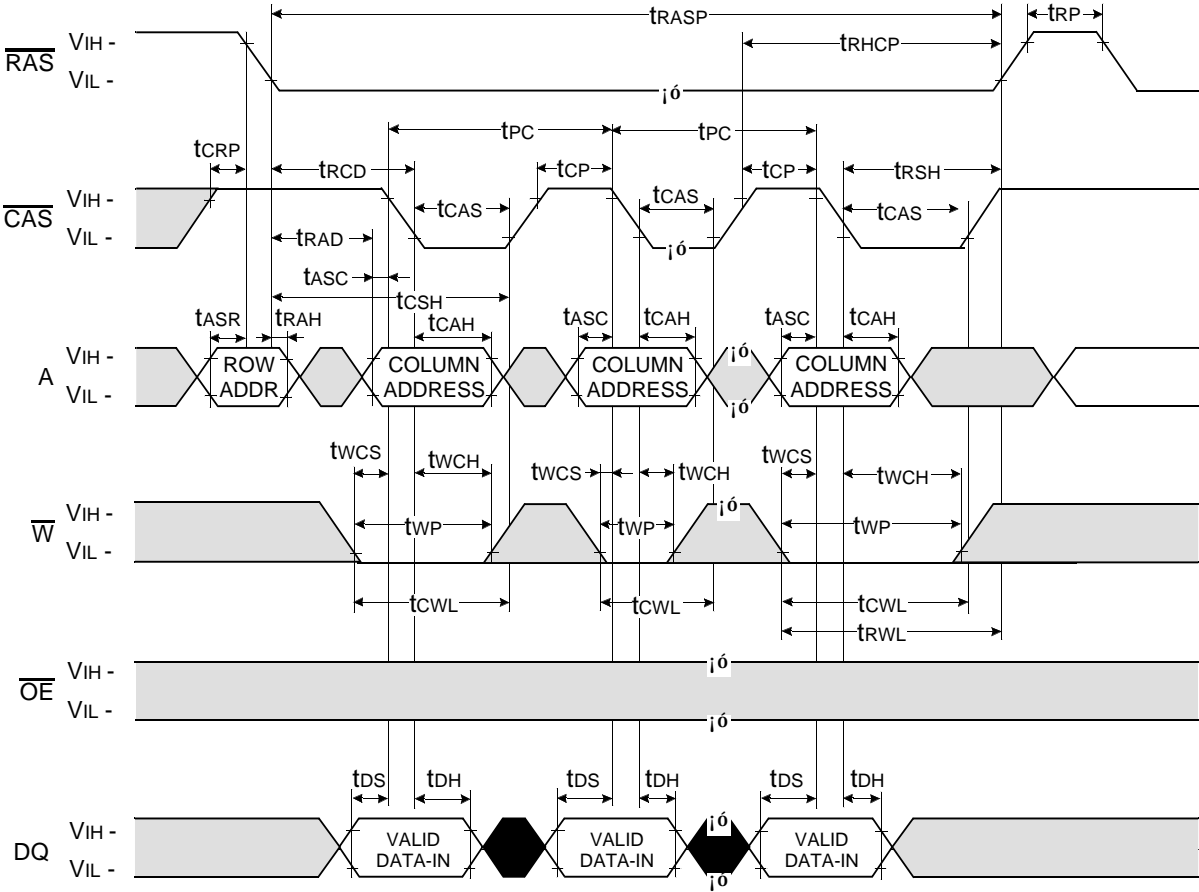 tRASP
tRP
tRHCP
RAS
VIH -
VIL -
¡ó
tPC
tPC
tCRP
tRCD
tCP
tCP
tRSH
CAS
VIH -
VIL -
tCAS
tCAS
tCAS
¡ó
tRAD
tASC
tCSH
tASR
tRAH
tCAH
tASC
tCAH
tASC
tCAH
A
VIH -
VIL -
ROW
ADDR
COLUMN
ADDRESS
COLUMN
ADDRESS
¡ó
¡ó
COLUMN
ADDRESS
tWCS
tWCH
tWCS
tWCH
tWCS
tWCH
W
VIH -
VIL -
¡ó
tWP
tWP
tWP
tCWL
tCWL
tCWL
tRWL
OE
VIH -
VIL -
¡ó
¡ó
tDS
tDH
tDS
tDH
tDS
tDH
DQ
VIH -
VIL -
VALID
DATA-IN
VALID
DATA-IN
¡ó
¡ó
VALID
DATA-IN